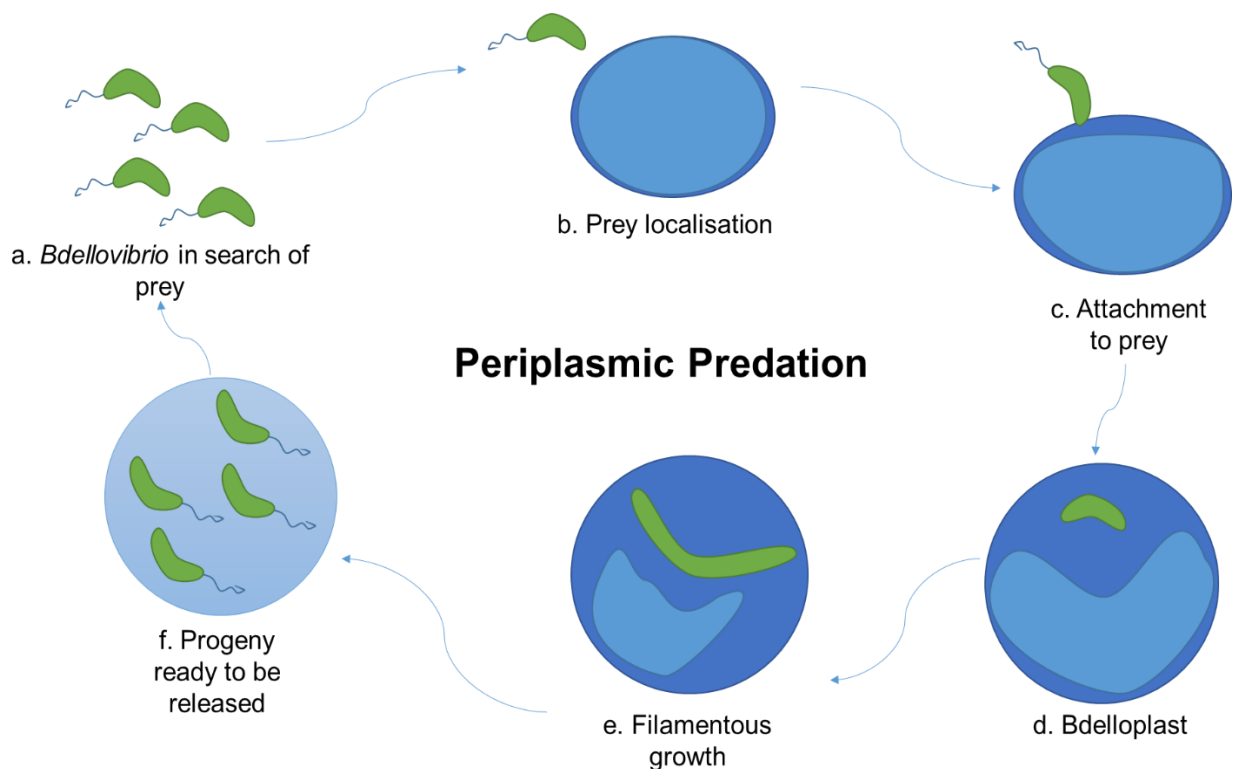 a. Bdellovibrio in search of
prey
b. Prey localisation
c. Attachment
to prey
Periplasmic Predation
d. Bdelloplast
e. Filamentous
growth
f. Progeny
ready to be
released